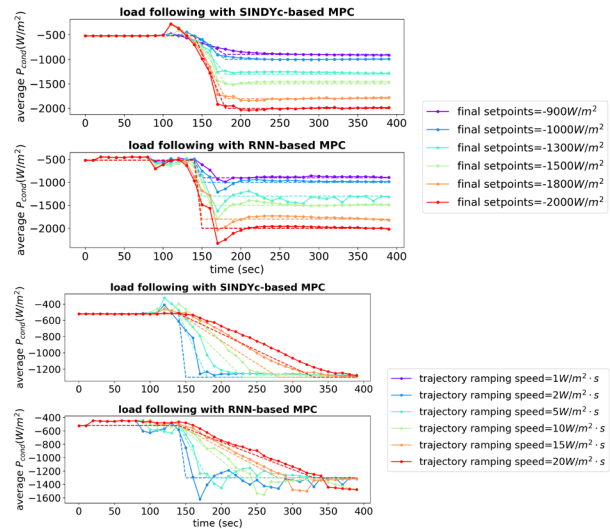 load following with SINDYc-based MPC
average P_cond(W/m²)
−500
−1000
−1500
−2000
0 50 100 150 200 250 300 350 400
load following with RNN-based MPC
average P_cond(W/m²)
−500
−1000
−1500
−2000
0 50 100 150 200 250 300 350 400
time (sec)
final setpoints=-900W/m²
final setpoints=-1000W/m²
final setpoints=-1300W/m²
final setpoints=-1500W/m²
final setpoints=-1800W/m²
final setpoints=-2000W/m²
load following with SINDYc-based MPC
average P_cond(W/m²)
−400
−600
−800
−1000
−1200
0 50 100 150 200 250 300 350 400
load following with RNN-based MPC
average P_cond(W/m²)
−400
−600
−800
−1000
−1200
−1400
−1600
0 50 100 150 200 250 300 350 400
time (sec)
trajectory ramping speed=1W/m² · s
trajectory ramping speed=2W/m² · s
trajectory ramping speed=5W/m² · s
trajectory ramping speed=10W/m² · s
trajectory ramping speed=15W/m² · s
trajectory ramping speed=20W/m² · s